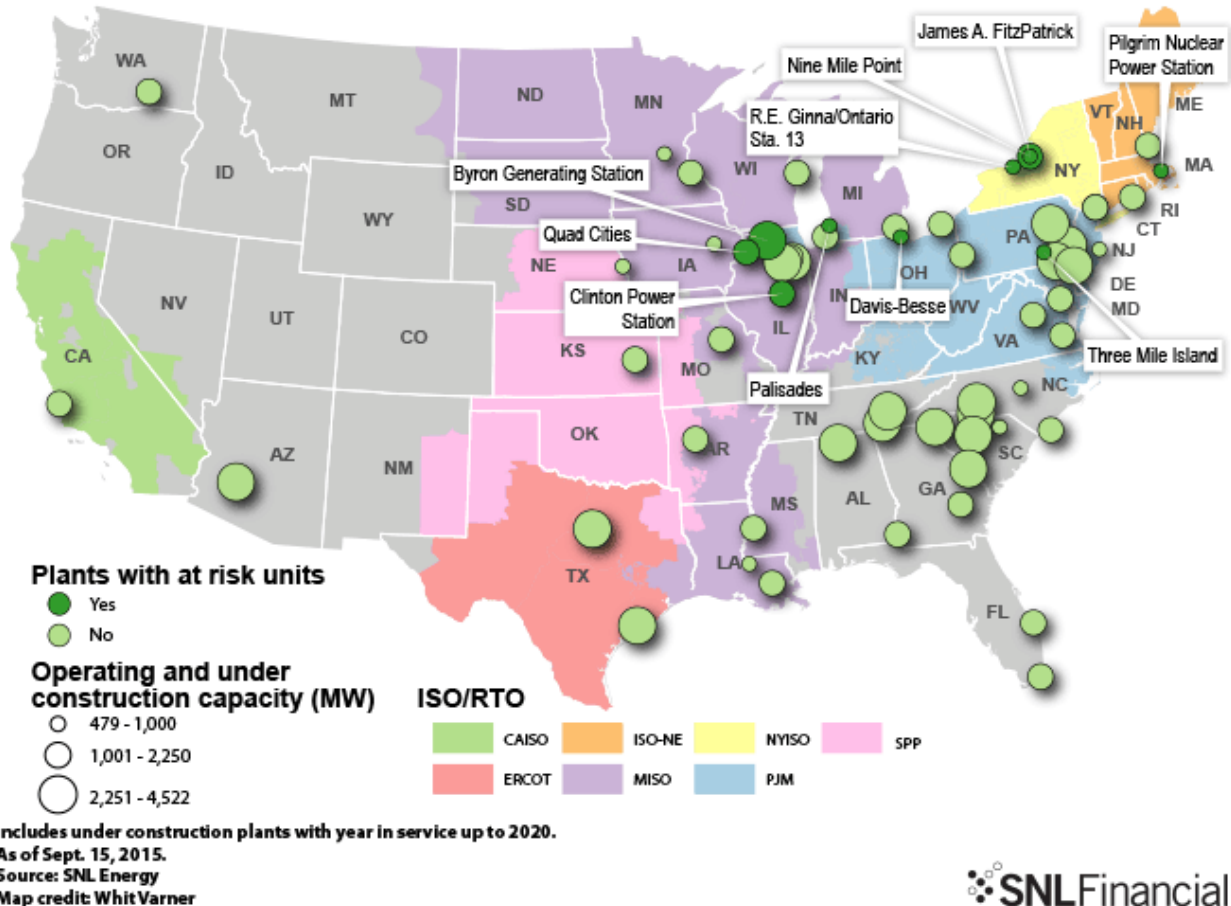 James A. FitzPatrick
Pilgrim Nuclear
Power Station
Nine Mile Point
R.E. Ginna/Ontario
Sta. 13
Byron Generating Station
Quad Cities
Clinton Power
Station
Palisades
Davis-Besse
Three Mile Island
WA
MT
ND
MN
OR
ID
WY
SD
WI
MI
NY
VT
NH
ME
MA
RI
CT
NJ
PA
DE
MD
OH
WV
VA
IN
IL
IA
NE
NV
UT
CO
CA
KS
MO
KY
NC
TN
SC
AZ
NM
OK
AR
MS
AL
GA
TX
LA
FL
Plants with at risk units
Yes
No
Operating and under
construction capacity (MW)
479 - 1,000
1,001 - 2,250
2,251 - 4,522
ISO/RTO
CAISO
ISO-NE
NYISO
SPP
ERCOT
MISO
PJM
Includes under construction plants with year in service up to 2020.
As of Sept. 15, 2015.
Source: SNL Energy
Map credit: Whit Varner
SNLFinancial